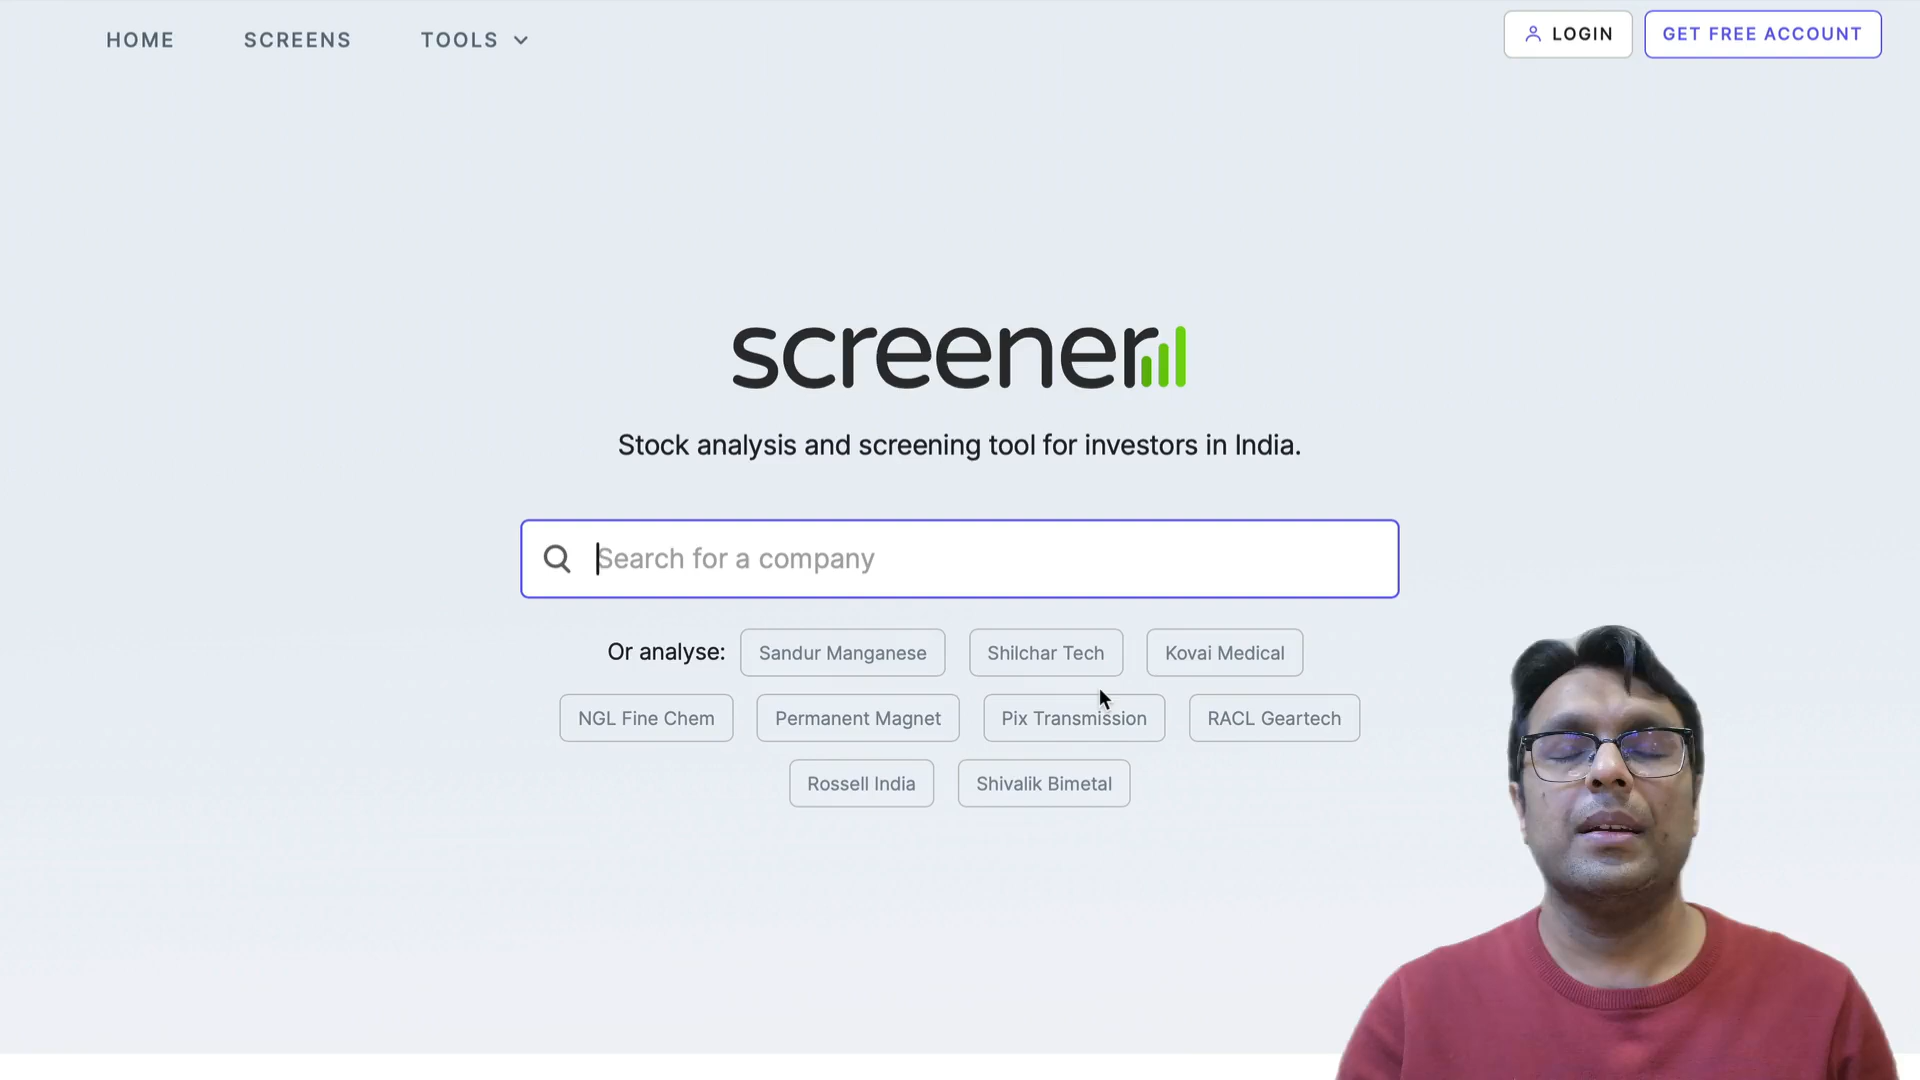 HOME SCREENS TOOLS LOGIN GET FREE ACCOUNT
screener
Stock analysis and screening tool for investors in India.
Search for a company
Or analyse: Sandur Manganese Shilchar Tech Kovai Medical
NGL Fine Chem Permanent Magnet Pix Transmission RACL Geartech
Rossell India Shivalik Bimetal